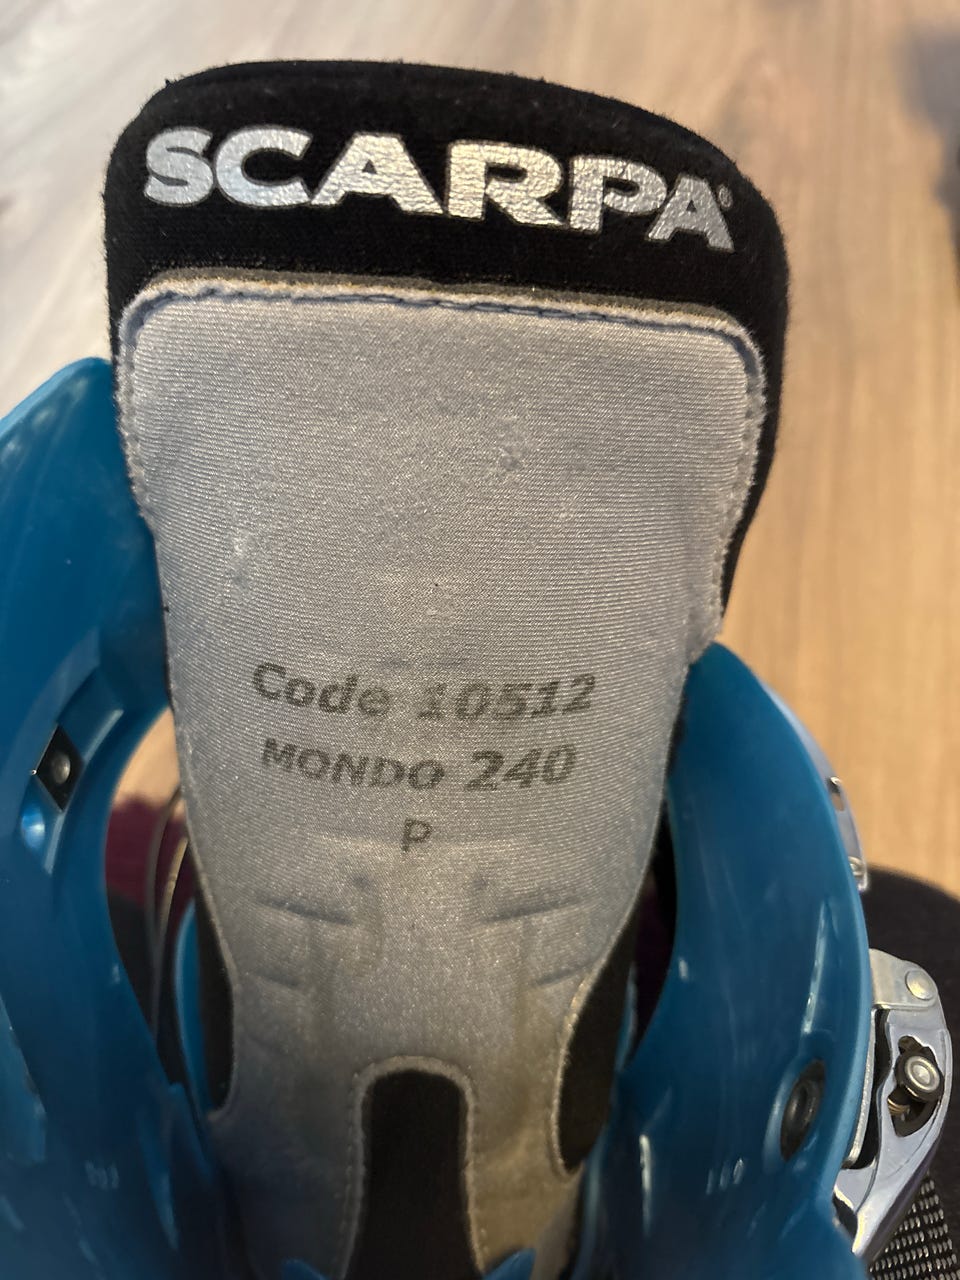 SCARPA®
Code 10512
MONDO 240
P